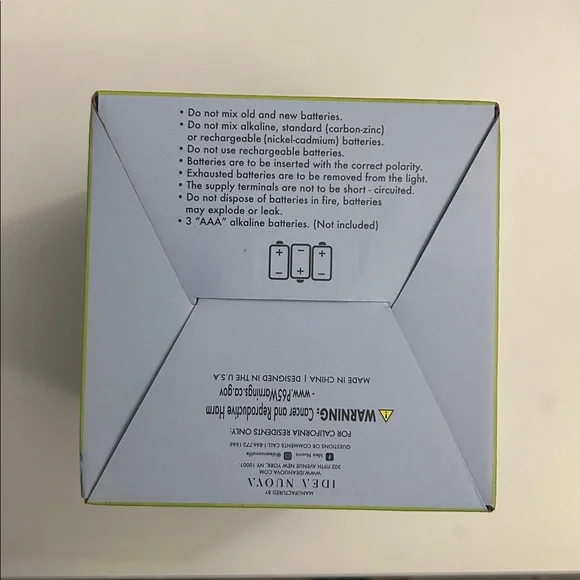 • Do not mix old and new batteries.
• Do not mix alkaline, standard (carbon-zinc)
or rechargeable (nickel-cadmium) batteries.
• Do not use rechargeable batteries.
• Batteries are to be inserted with the correct polarity.
• Exhausted batteries are to be removed from the light.
• The supply terminals are not to be short - circuited.
• Do not dispose of batteries in fire, batteries
may explode or leak.
• 3 "AAA" alkaline batteries. (Not included)
+ − +
− + −
MANUFACTURED BY
IDEA NUOVA
WWW.IDEANUOVA.COM
302 FIFTH AVENUE NEW YORK, NY 10001
Idea Nuova @ideanuovalife
QUESTIONS OR COMMENTS CALL:1-866-772-1666
FOR CALIFORNIA RESIDENTS ONLY:
WARNING: Cancer and Reproductive Harm
- www.P65Warnings.ca.gov
MADE IN CHINA | DESIGNED IN THE U.S.A